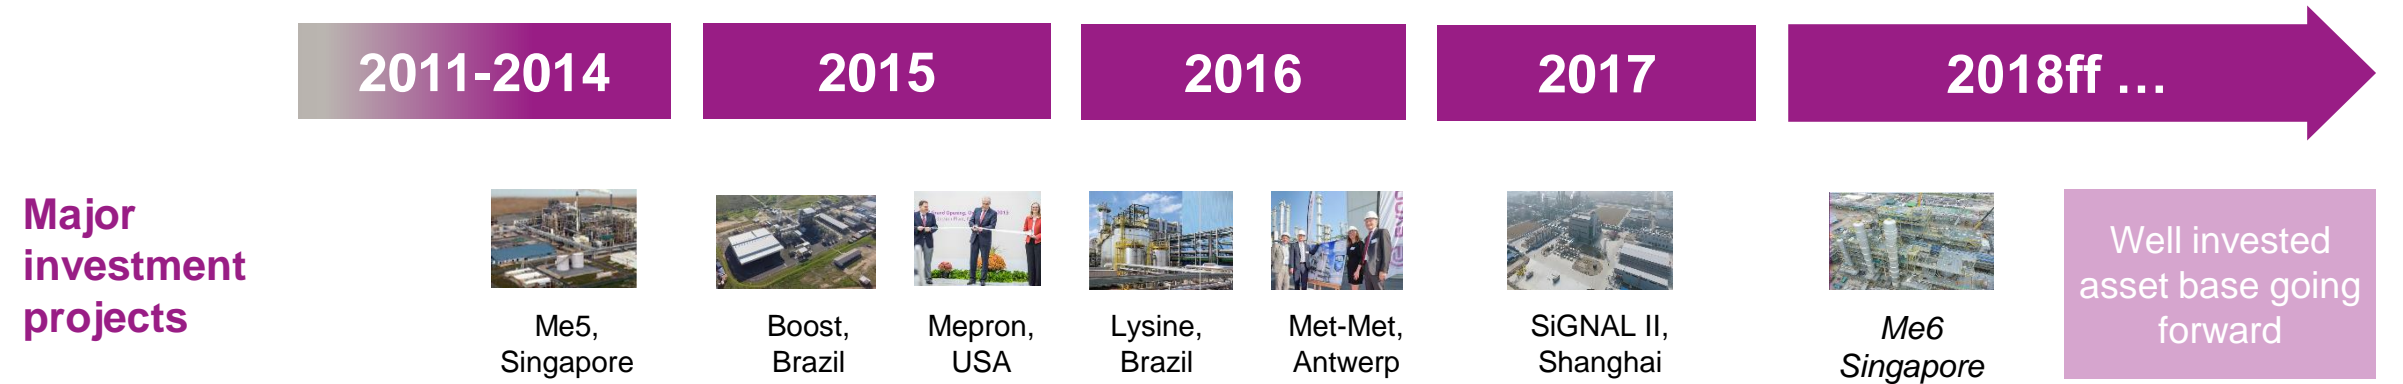 2011-2014
2015
2016
2017
2018ff …
Major
investment
projects
Me5,
Singapore
Boost,
Brazil
Mepron,
USA
Lysine,
Brazil
Met-Met,
Antwerp
SiGNAL II,
Shanghai
Me6
Singapore
Well invested
asset base going
forward